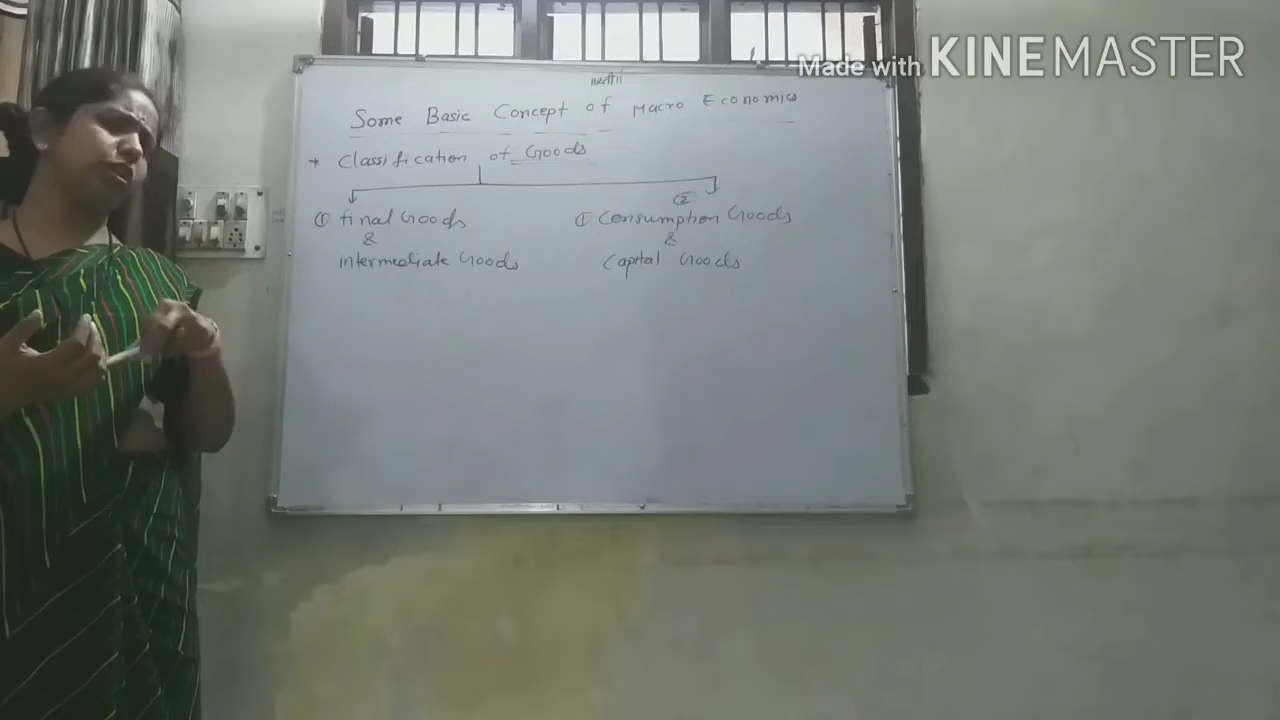 Made with KINEMASTER
Some Basic Concept of Macro Economics
* Classification of Goods
① final Goods
&
intermediate Goods
②
① Consumption Goods
&
Capital Goods